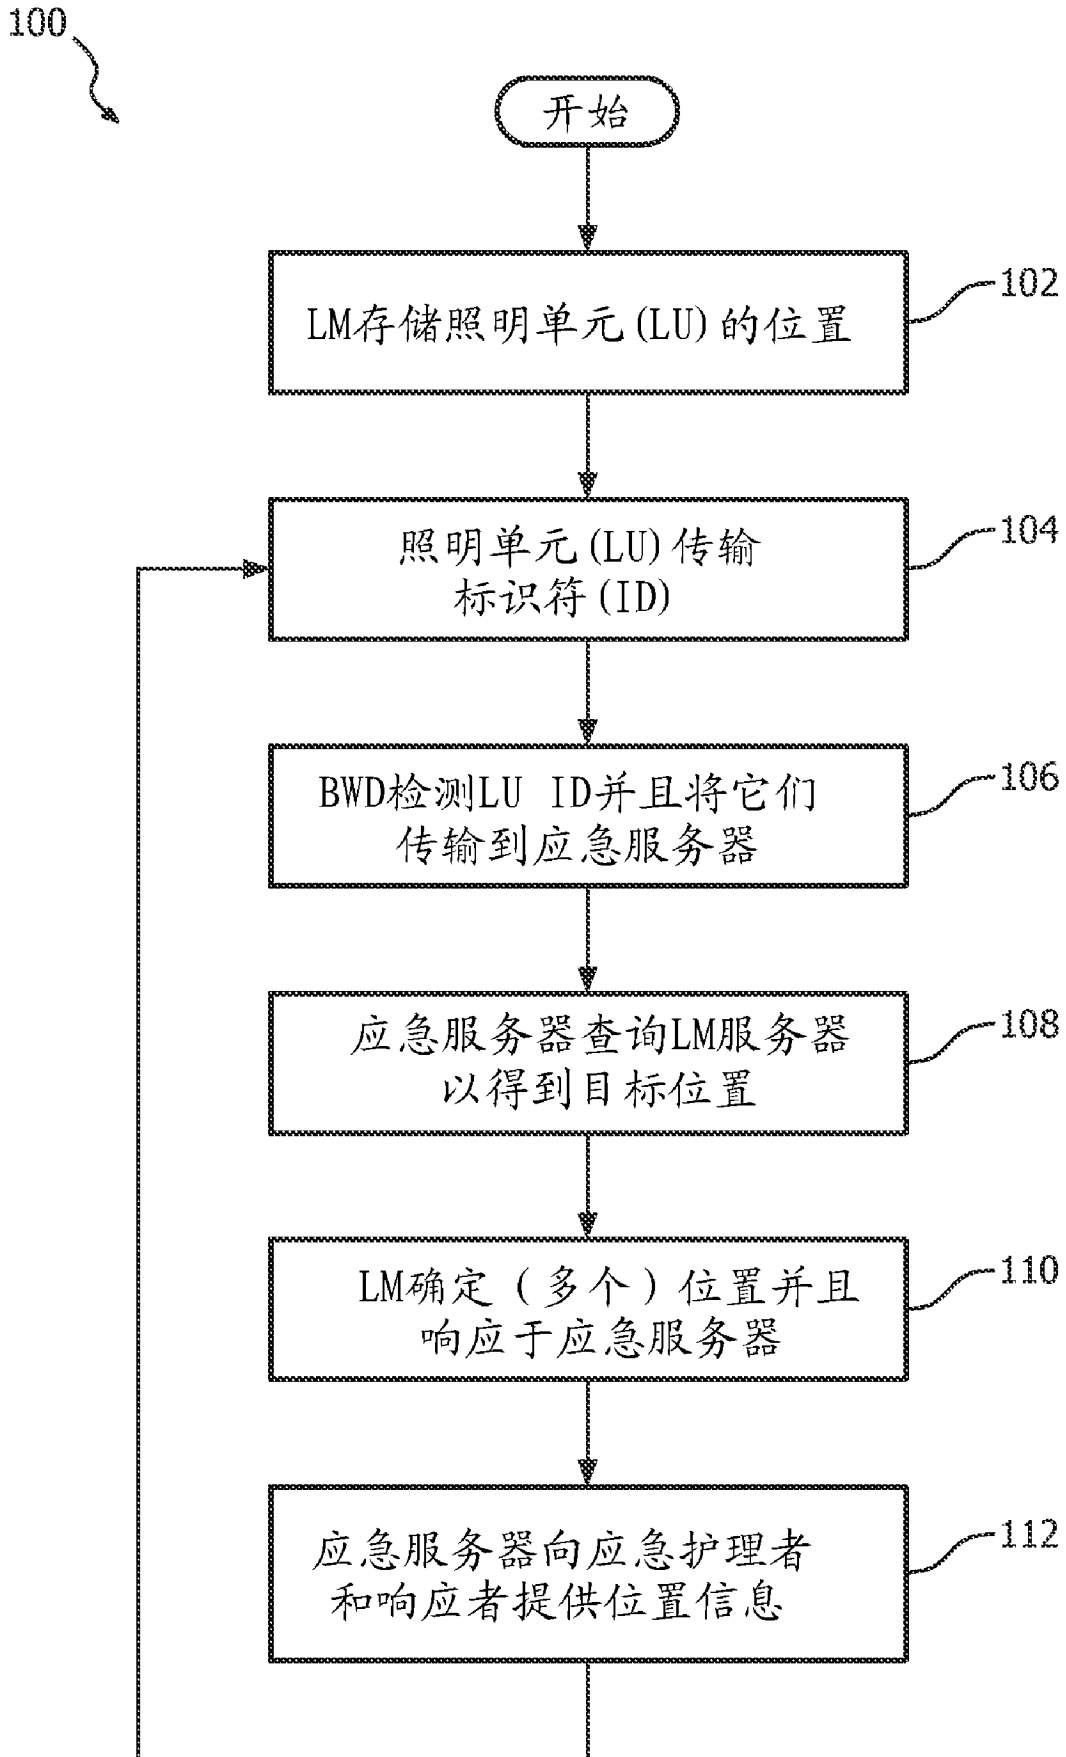 100
开始
LM存储照明单元(LU)的位置
102
照明单元(LU)传输
标识符(ID)
104
BWD检测LU ID并且将它们
传输到应急服务器
106
应急服务器查询LM服务器
以得到目标位置
108
LM确定（多个）位置并且
响应于应急服务器
110
应急服务器向应急护理者
和响应者提供位置信息
112